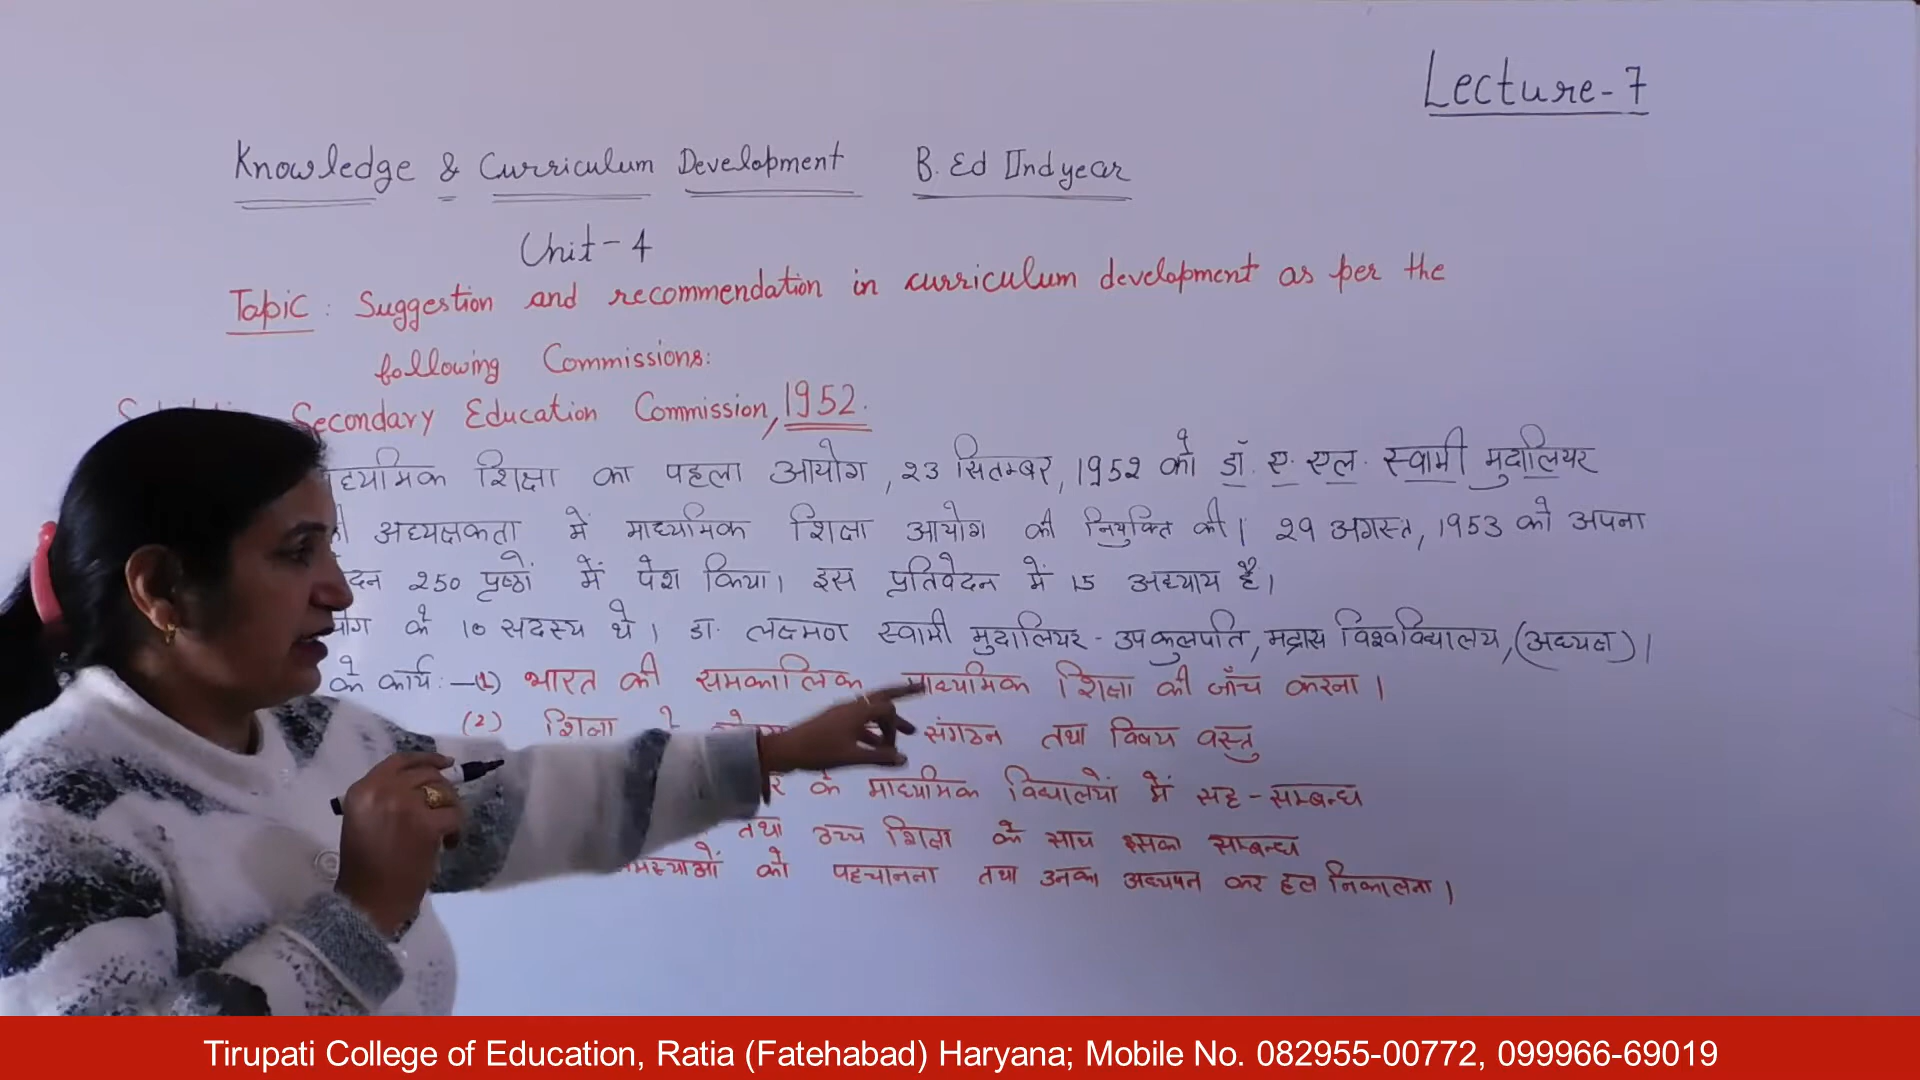 Lecture-7
Knowledge & Curriculum Development B.Ed IInd year
Unit-4
Topic: Suggestion and recommendation in curriculum development as per the
following Commissions:
Secondary Education Commission, 1952.
शिक्षा का पहला आयोग, 23 सितम्बर, 1952 को डॉ. ए. एल. स्वामी मुदालियर
अध्यक्षकता में माध्यमिक शिक्षा आयोग की नियुक्ति की। 29 अगस्त, 1953 को अपना
250 पृष्ठों में पेश किया। इस प्रतिवेदन में 15 अध्याय है।
के 10 सदस्य थे। डा. लक्ष्मण स्वामी मुदालियर - उपकुलपति, मद्रास विश्वविद्यालय, (अध्यक्ष)।
के कार्य:- (1) भारत की समकालिक माध्यमिक शिक्षा की जाँच करना।
(2) शिक्षा संगठन तथा विषय वस्तु
के माध्यमिक विद्यालयों में सह-सम्बन्ध
तथा उच्च शिक्षा के साथ इसका सम्बन्ध
को पहचानना तथा उनका अध्ययन कर हल निकालना।
Tirupati College of Education, Ratia (Fatehabad) Haryana; Mobile No. 082955-00772, 099966-69019